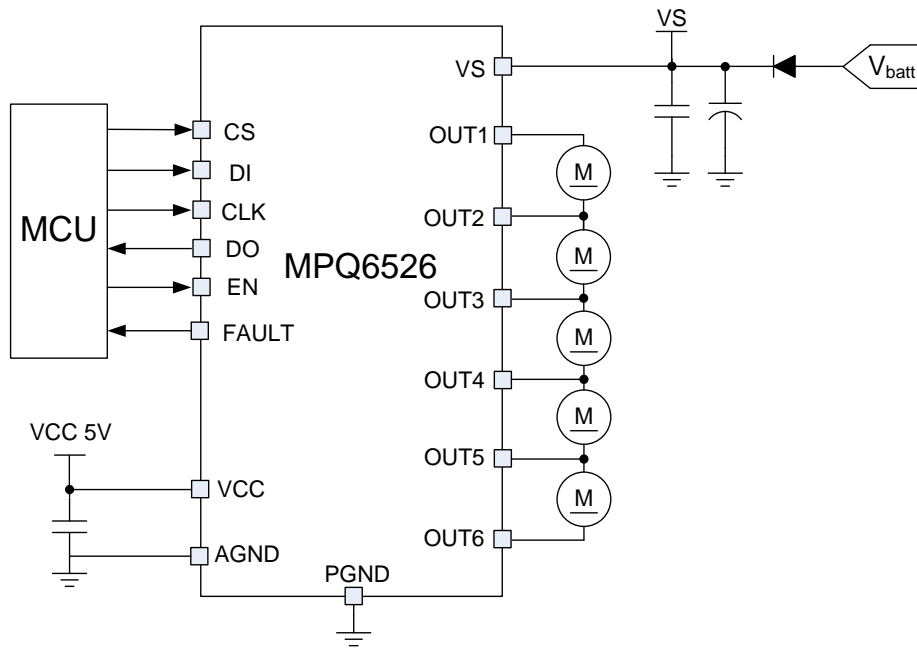 VS
VS
V_batt
CS
OUT1
DI
M
MCU
CLK
OUT2
DO
MPQ6526
M
EN
OUT3
FAULT
M
OUT4
M
VCC 5V
OUT5
VCC
M
OUT6
AGND
PGND